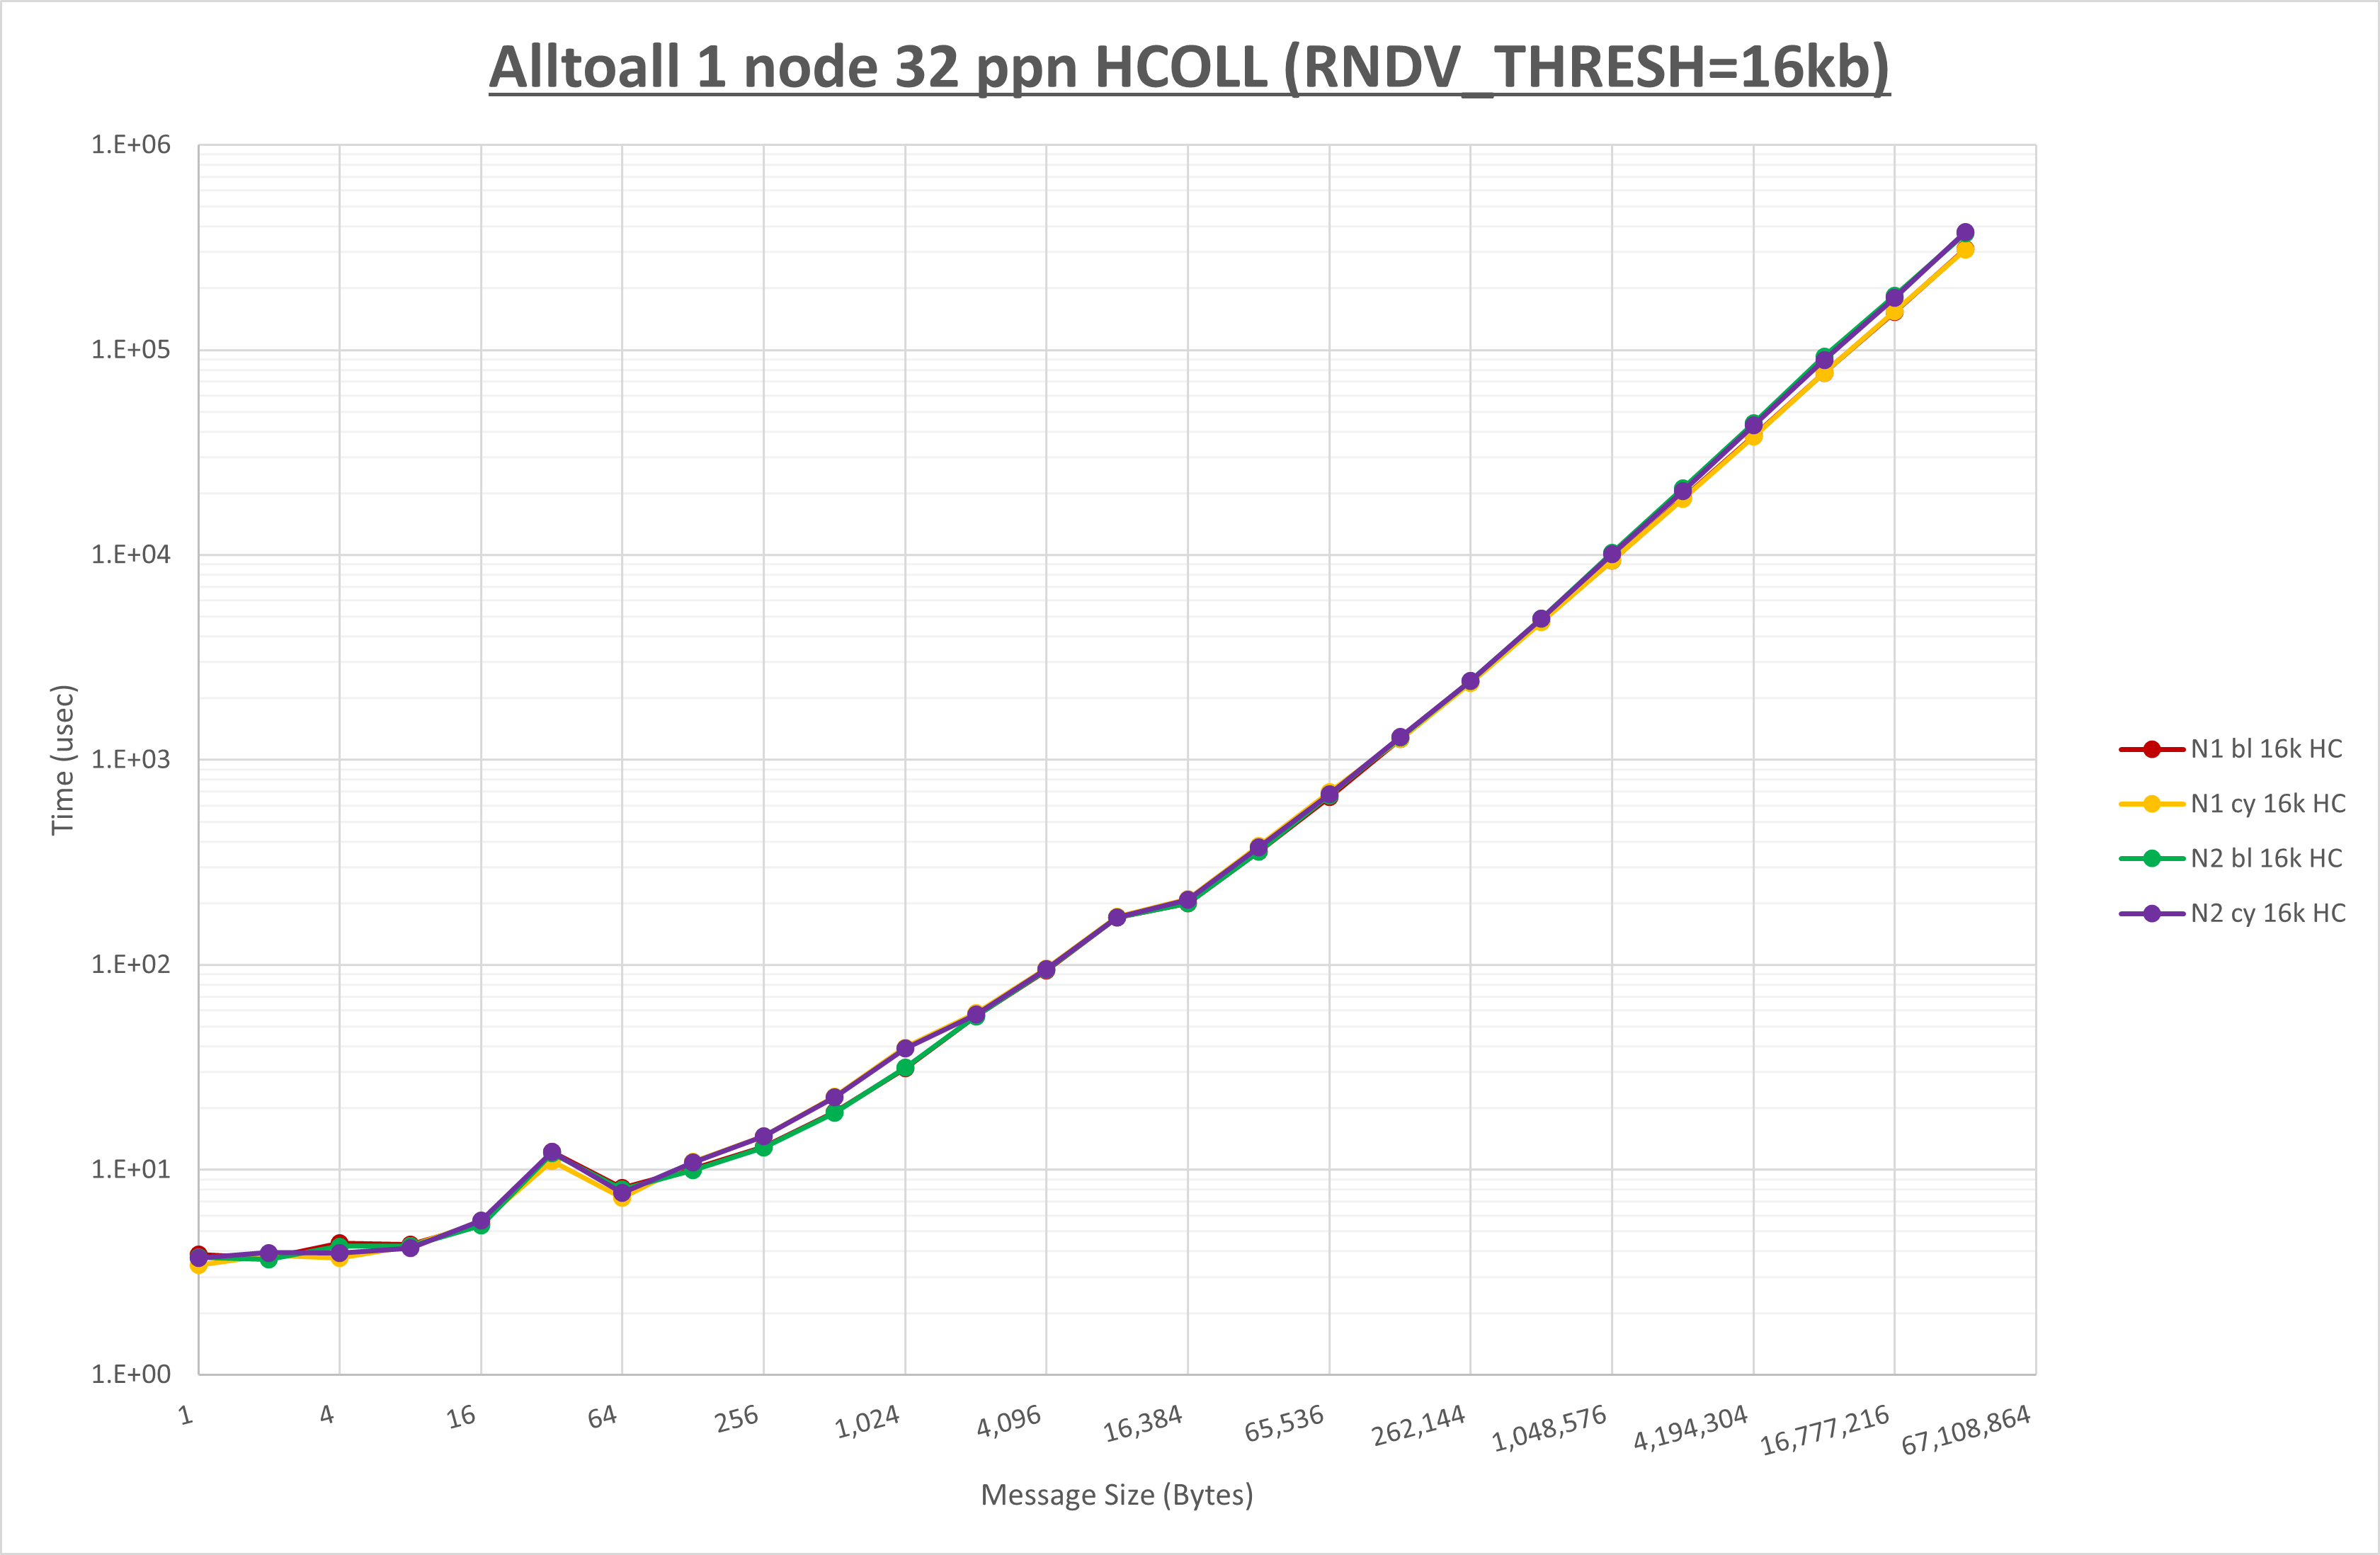 Alltoall 1 node 32 ppn HCOLL (RNDV_THRESH=16kb)
1.E+06
1.E+05
1.E+04
1.E+03
1.E+02
1.E+01
1.E+00
Time (usec)
1
4
16
64
256
1,024
4,096
16,384
65,536
262,144
1,048,576
4,194,304
16,777,216
67,108,864
Message Size (Bytes)
N1 bl 16k HC
N1 cy 16k HC
N2 bl 16k HC
N2 cy 16k HC